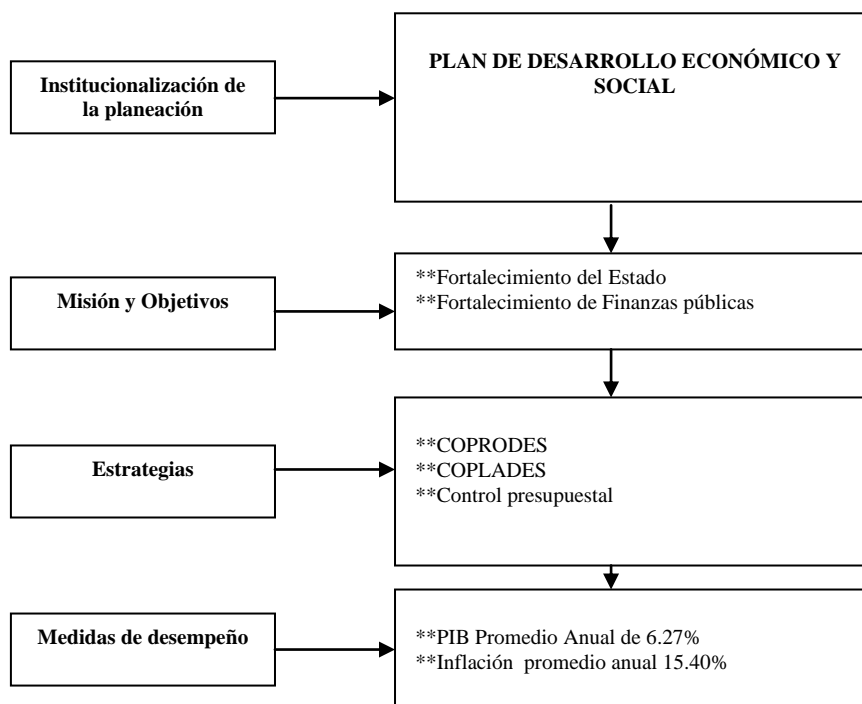 Institucionalización de
la planeación
PLAN DE DESARROLLO ECONÓMICO Y
SOCIAL
Misión y Objetivos
**Fortalecimiento del Estado
**Fortalecimiento de Finanzas públicas
Estrategias
**COPRODES
**COPLADES
**Control presupuestal
Medidas de desempeño
**PIB Promedio Anual de 6.27%
**Inflación promedio anual 15.40%